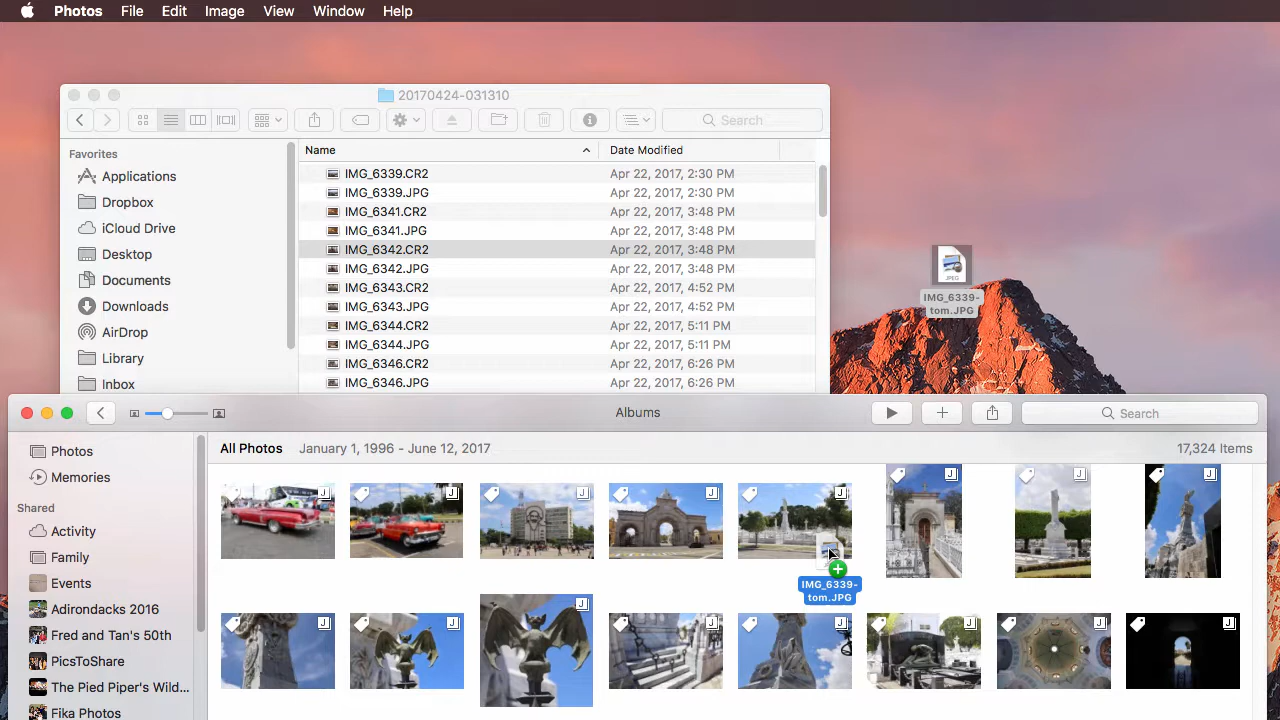 Photos File Edit Image View Window Help
20170424-031310
Search
Favorites
Applications
Dropbox
iCloud Drive
Desktop
Documents
Downloads
AirDrop
Library
Inbox
Name Date Modified
IMG_6339.CR2 Apr 22, 2017, 2:30 PM
IMG_6339.JPG Apr 22, 2017, 2:30 PM
IMG_6341.CR2 Apr 22, 2017, 3:48 PM
IMG_6341.JPG Apr 22, 2017, 3:48 PM
IMG_6342.CR2 Apr 22, 2017, 3:48 PM
IMG_6342.JPG Apr 22, 2017, 3:48 PM
IMG_6343.CR2 Apr 22, 2017, 4:52 PM
IMG_6343.JPG Apr 22, 2017, 4:52 PM
IMG_6344.CR2 Apr 22, 2017, 5:11 PM
IMG_6344.JPG Apr 22, 2017, 5:11 PM
IMG_6346.CR2 Apr 22, 2017, 6:26 PM
IMG_6346.JPG Apr 22, 2017, 6:26 PM
JPEG
IMG_6339-
tom.JPG
Albums
Search
Photos
Memories
Shared
Activity
Family
Events
Adirondacks 2016
Fred and Tan's 50th
PicsToShare
The Pied Piper's Wild...
Fika Photos
All Photos January 1, 1996 - June 12, 2017 17,324 Items
J J J J J J J J
IMG_6339-
tom.JPG
J J J J J J J J